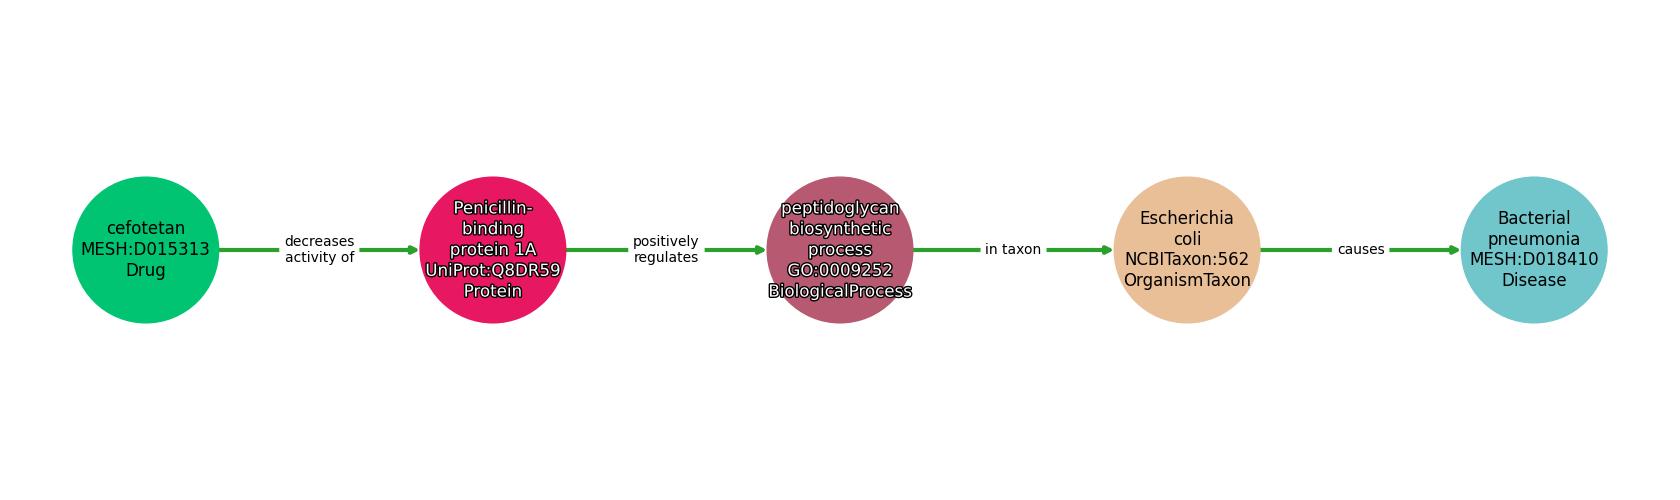 cefotetan
MESH:D015313
Drug
decreases
activity of
Penicillin-
binding
protein 1A
UniProt:Q8DR59
Protein
positively
regulates
peptidoglycan
biosynthetic
process
GO:0009252
BiologicalProcess
in taxon
Escherichia
coli
NCBITaxon:562
OrganismTaxon
causes
Bacterial
pneumonia
MESH:D018410
Disease